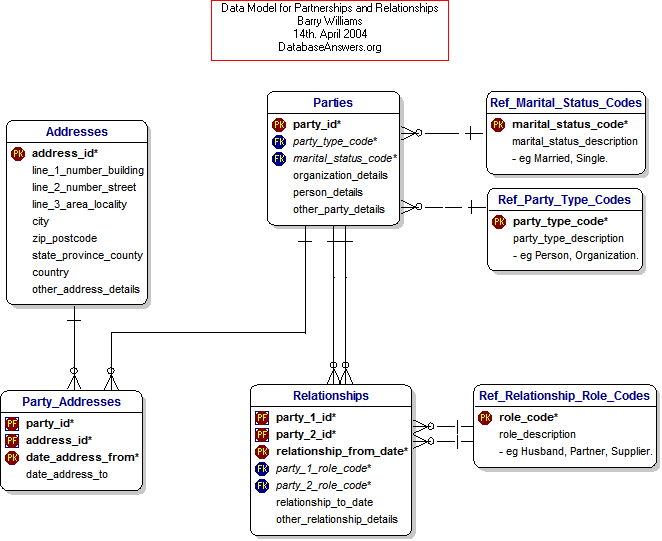 Data Model for Partnerships and Relationships
Barry Williams
14th. April 2004
DatabaseAnswers.org
Parties
PK party_id*
FK party_type_code*
FK marital_status_code*
organization_details
person_details
other_party_details
Ref_Marital_Status_Codes
PK marital_status_code*
marital_status_description
- eg Married, Single.
Addresses
PK address_id*
line_1_number_building
line_2_number_street
line_3_area_locality
city
zip_postcode
state_province_county
country
other_address_details
Ref_Party_Type_Codes
PK party_type_code*
party_type_description
- eg Person, Organization.
Party_Addresses
PF party_id*
PF address_id*
PK date_address_from*
date_address_to
Relationships
PF party_1_id*
PF party_2_id*
PK relationship_from_date*
FK party_1_role_code*
FK party_2_role_code*
relationship_to_date
other_relationship_details
Ref_Relationship_Role_Codes
PK role_code*
role_description
- eg Husband, Partner, Supplier.